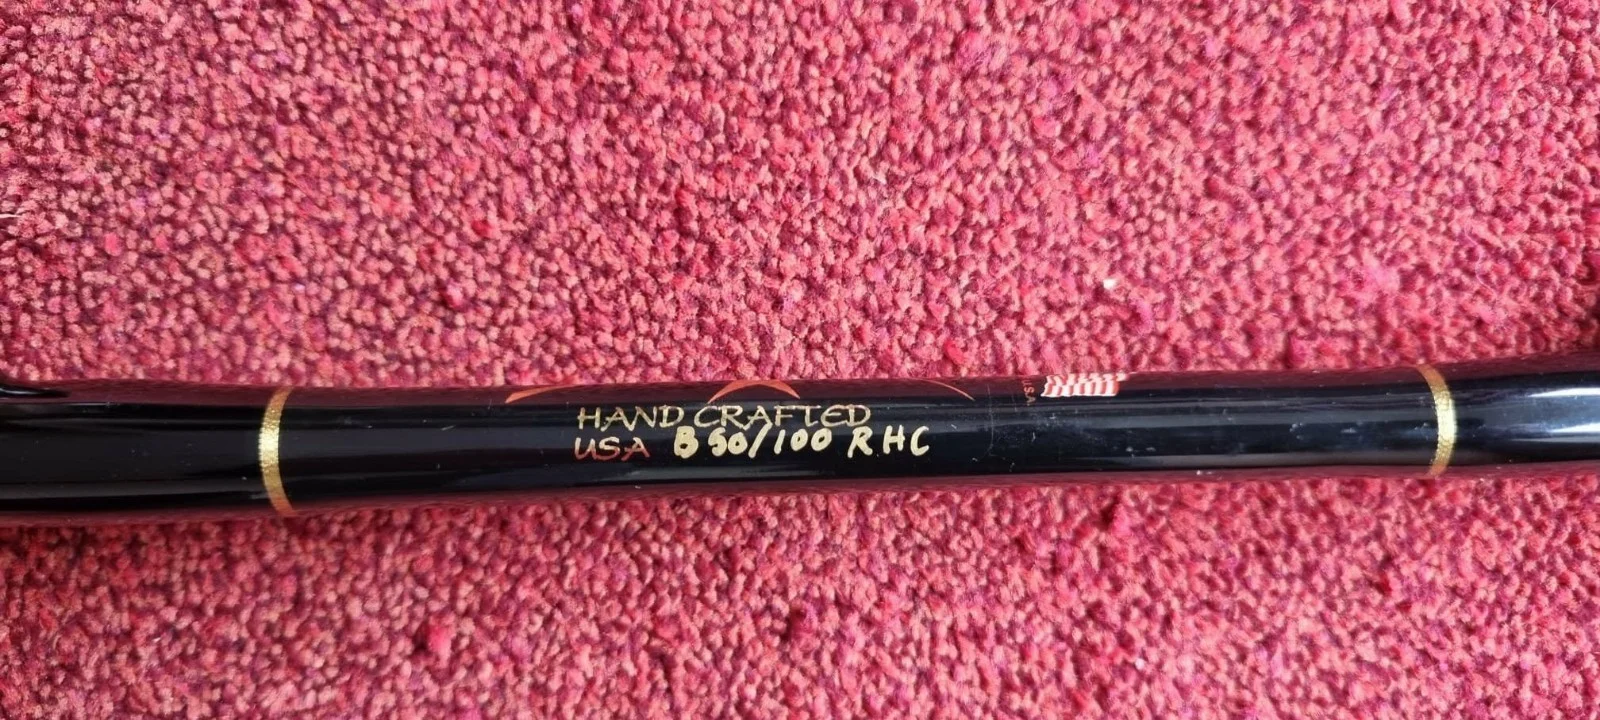 HAND CRAFTED
USA B 50/100 RHC
U.S.A